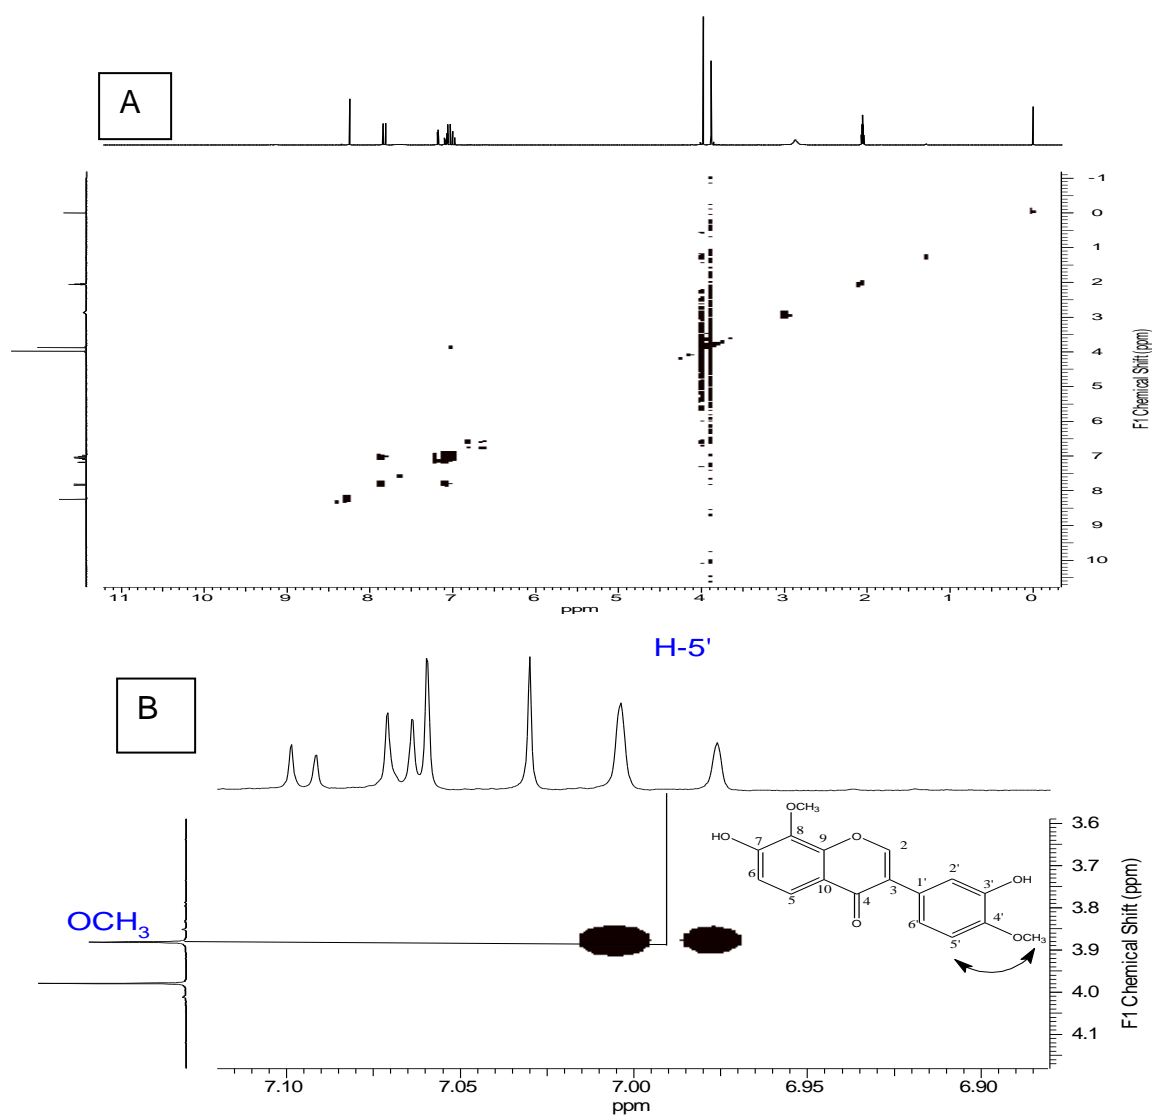 A
-1
0
1
2
3
4
5
6
7
8
9
10
F1 Chemical Shift (ppm)
11 10 9 8 7 6 5 4 3 2 1 0
ppm
H-5'
B
OCH3
OCH3
HO
7
8
9
O
2
6
5
10
4
3
O
1'
2'
3'
OH
4'
5'
6'
OCH3
3.6
3.7
3.8
3.9
4.0
4.1
F1 Chemical Shift (ppm)
7.10 7.05 7.00 6.95 6.90
ppm